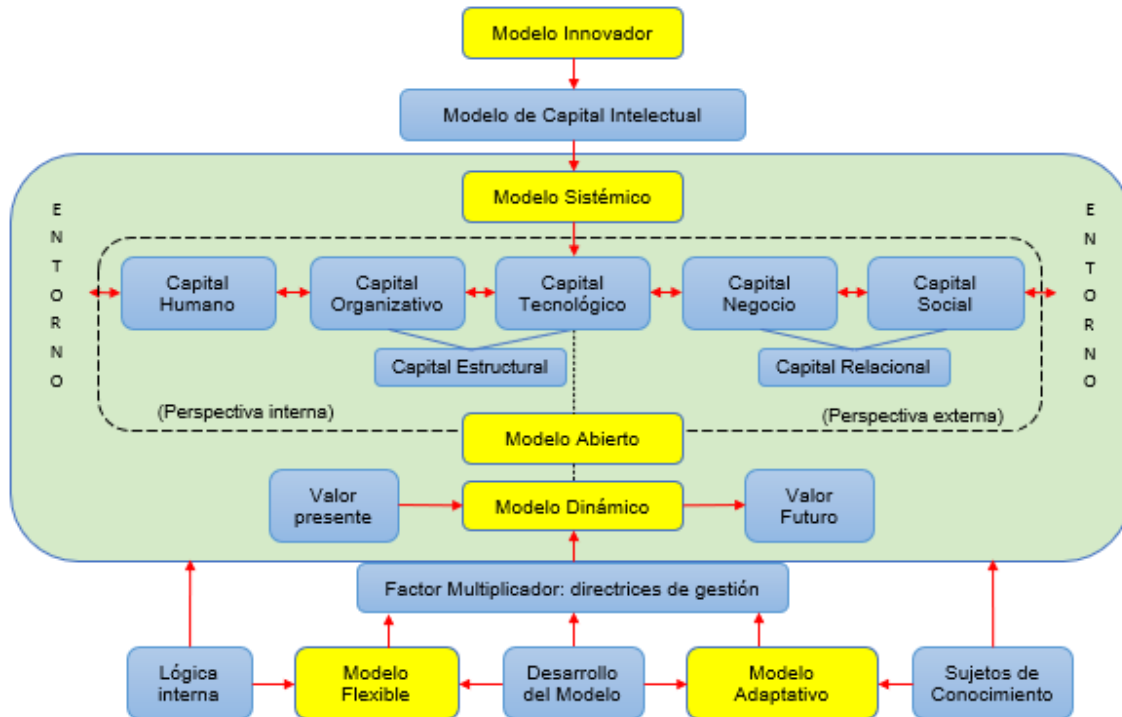 Modelo Innovador
Modelo de Capital Intelectual
Modelo Sistémico
ENTORNO
ENTORNO
Capital
Humano
Capital
Organizativo
Capital
Tecnológico
Capital
Negocio
Capital
Social
Capital Estructural
Capital Relacional
(Perspectiva interna)
(Perspectiva externa)
Modelo Abierto
Valor
presente
Modelo Dinámico
Valor
Futuro
Factor Multiplicador: directrices de gestión
Lógica
interna
Modelo
Flexible
Desarrollo
del Modelo
Modelo
Adaptativo
Sujetos de
Conocimiento